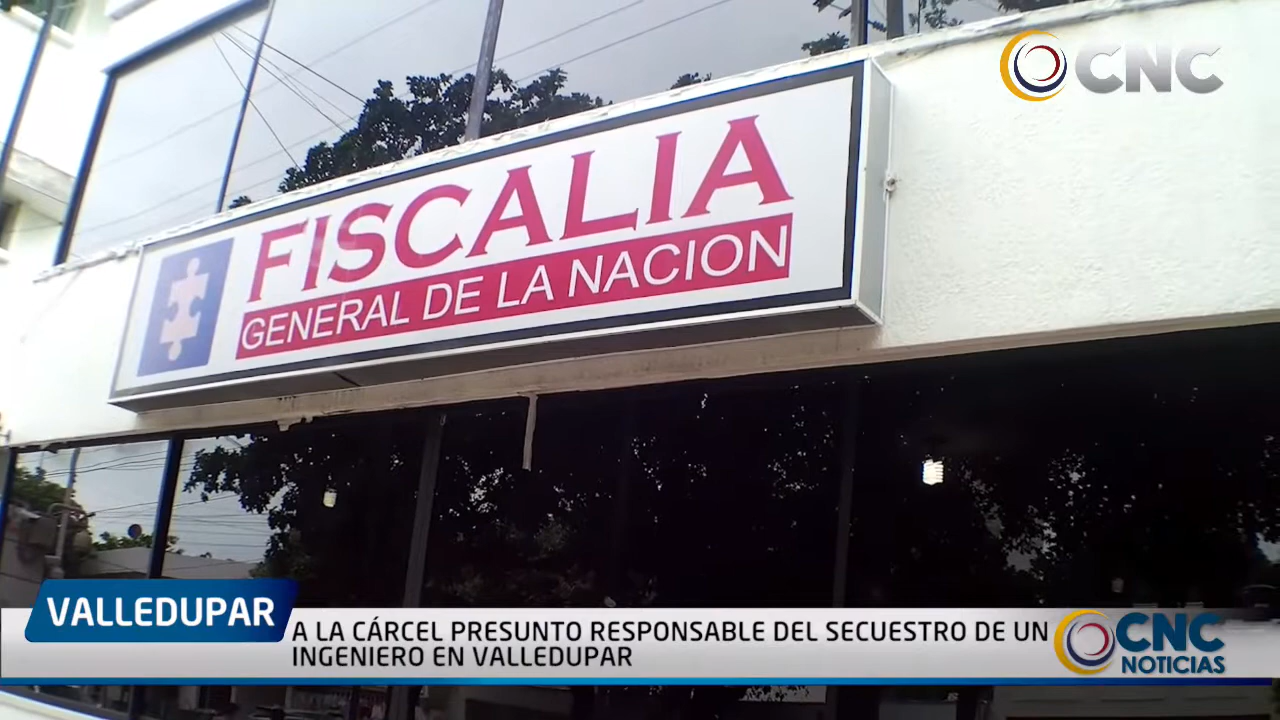 CNC
FISCALIA
GENERAL DE LA NACION
VALLEDUPAR
A LA CÁRCEL PRESUNTO RESPONSABLE DEL SECUESTRO DE UN
INGENIERO EN VALLEDUPAR
CNC
NOTICIAS